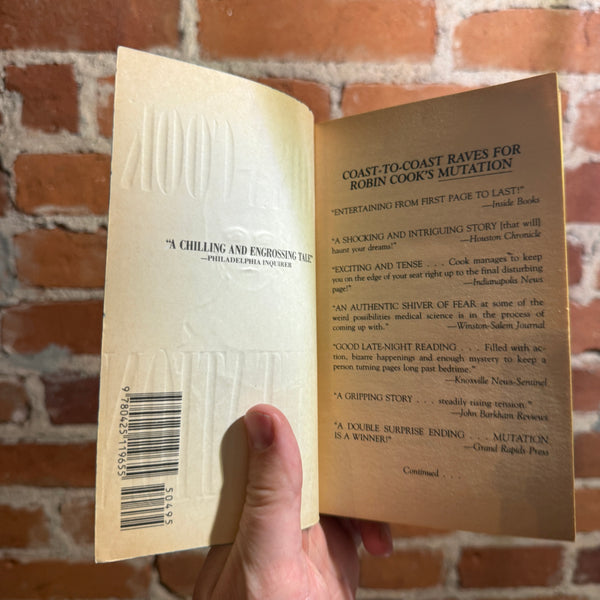 "A CHILLING AND ENGROSSING TALE"
—PHILADELPHIA INQUIRER
9780425119655
50495
COAST-TO-COAST RAVES FOR
ROBIN COOK'S MUTATION
"ENTERTAINING FROM FIRST PAGE TO LAST!"
—Inside Books
"A SHOCKING AND INTRIGUING STORY [that will]
haunt your dreams!"
—Houston Chronicle
"EXCITING AND TENSE . . . Cook manages to keep
you on the edge of your seat right up to the final disturbing
page!"
—Indianapolis News
"AN AUTHENTIC SHIVER OF FEAR at some of the
weird possibilities medical science is in the process of
coming up with."
—Winston-Salem Journal
"GOOD LATE-NIGHT READING . . . Filled with ac-
tion, bizarre happenings and enough mystery to keep a
person turning pages long past bedtime."
—Knoxville News-Sentinel
"A GRIPPING STORY . . . steadily rising tension."
—John Barkham Reviews
"A DOUBLE SURPRISE ENDING . . . MUTATION
IS A WINNER!"
—Grand Rapids Press
Continued . . .